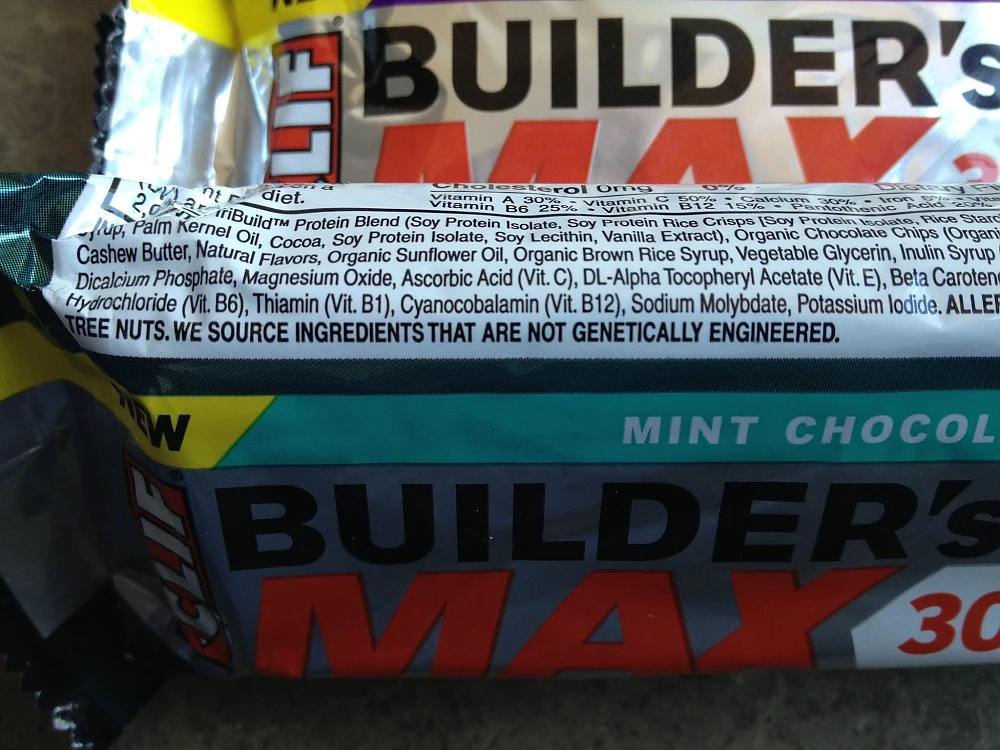 CLIF
BUILDER's
MAX
diet.
Cholesterol 0mg 0%
Vitamin A 30% • Vitamin C 50% • Calcium 30% • Iron
Vitamin B6 25% • Vitamin B12 15% •
TriBuild™ Protein Blend (Soy Protein Isolate, Soy Protein Rice Crisps [Soy Protein Isolate, Rice
Syrup, Palm Kernel Oil, Cocoa, Soy Protein Isolate, Soy Lecithin, Vanilla Extract), Organic Chocolate Chips
Cashew Butter, Natural Flavors, Organic Sunflower Oil, Organic Brown Rice Syrup, Vegetable Glycerin, Inulin Syrup
Dicalcium Phosphate, Magnesium Oxide, Ascorbic Acid (Vit. C), DL-Alpha Tocopheryl Acetate (Vit. E), Beta
Hydrochloride (Vit. B6), Thiamin (Vit. B1), Cyanocobalamin (Vit. B12), Sodium Molybdate, Potassium Iodide.
TREE NUTS. WE SOURCE INGREDIENTS THAT ARE NOT GENETICALLY ENGINEERED.
NEW
MINT CHOCOL
CLIF
BUILDER's
MAX 30